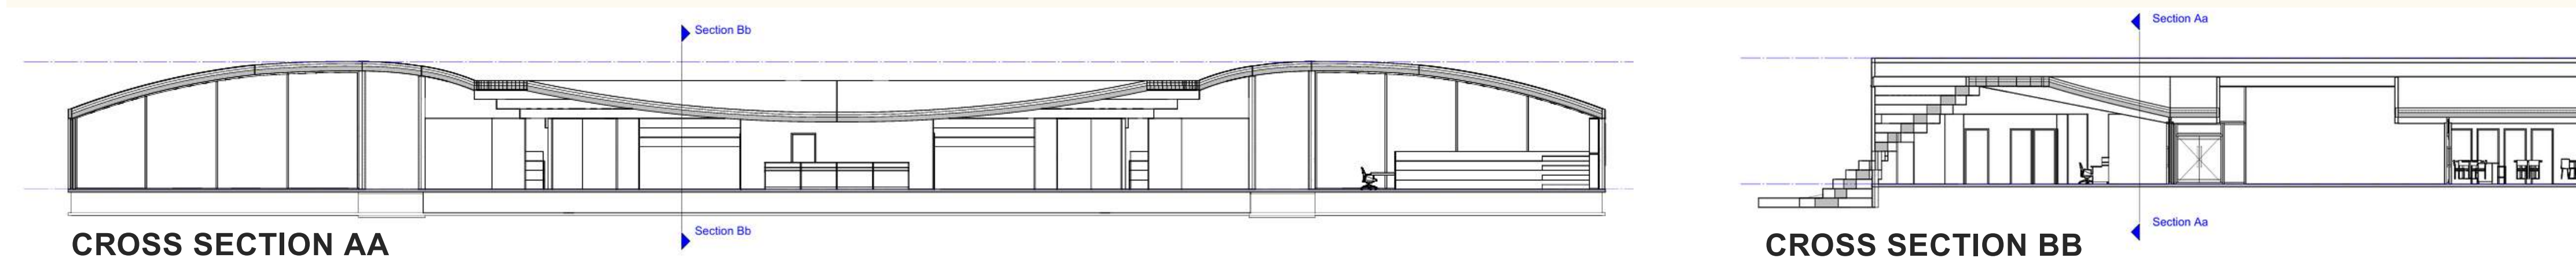 Section Bb
Section Bb
CROSS SECTION AA
Section Aa
Section Aa
CROSS SECTION BB